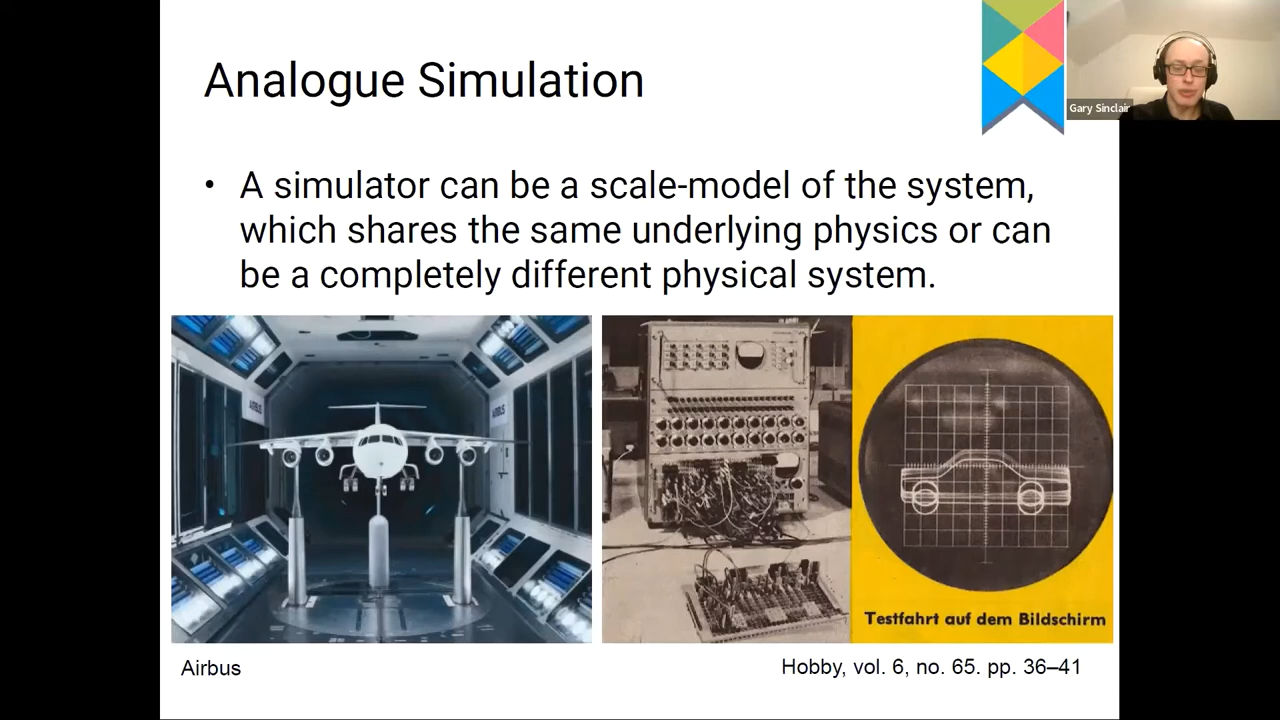 Analogue Simulation
Gary Sinclair
• A simulator can be a scale-model of the system,
which shares the same underlying physics or can
be a completely different physical system.
AIRBUS
AIRBUS
Testfahrt auf dem Bildschirm
Airbus
Hobby, vol. 6, no. 65. pp. 36–41